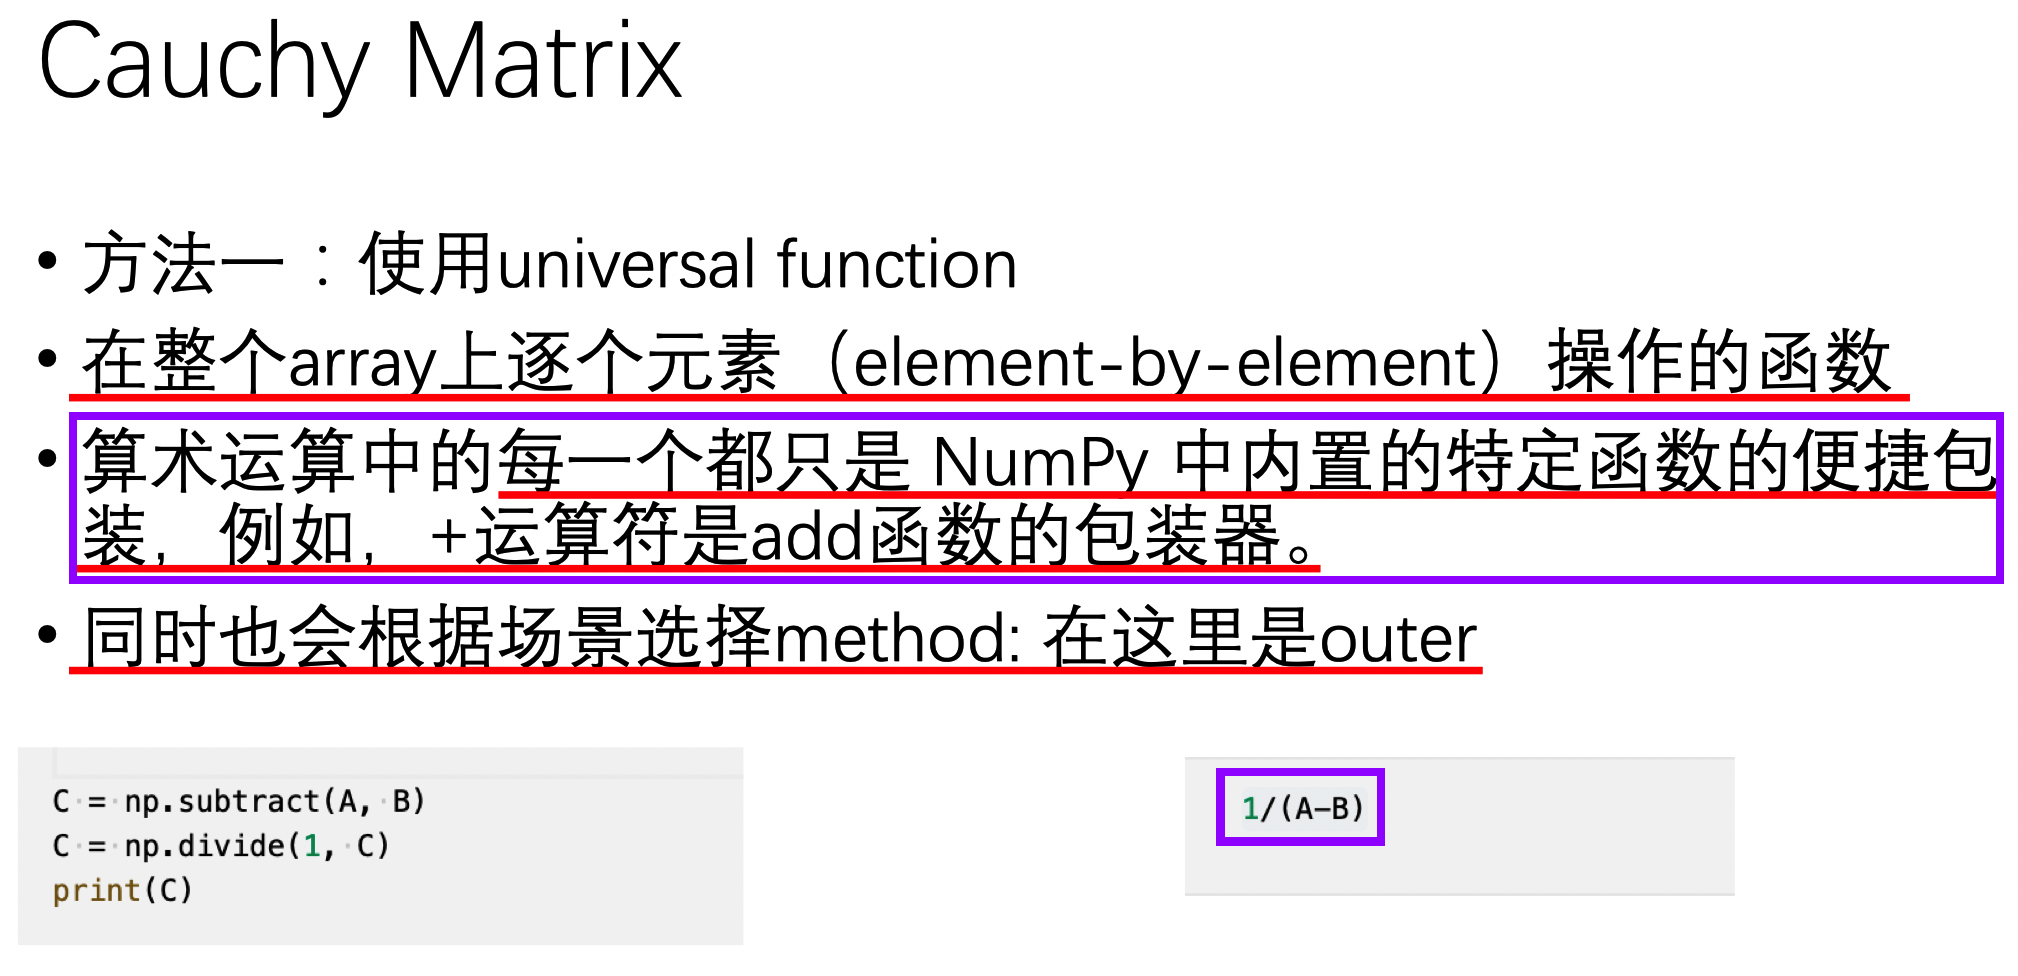 Cauchy Matrix
• 方法一：使用universal function
• 在整个array上逐个元素（element-by-element）操作的函数
• 算术运算中的每一个都只是 NumPy 中内置的特定函数的便捷包
装，例如，+运算符是add函数的包装器。
• 同时也会根据场景选择method: 在这里是outer
C = np.subtract(A, B)
C = np.divide(1, C)
print(C)
1/(A-B)